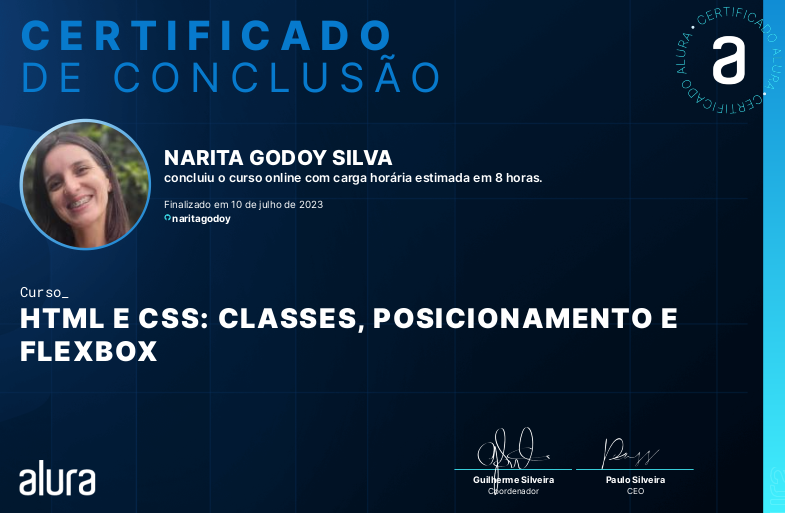 CERTIFICADO
DE CONCLUSÃO
CERTIFICADO ALURA • CERTIFICADO ALURA •
a
NARITA GODOY SILVA
concluiu o curso online com carga horária estimada em 8 horas.
Finalizado em 10 de julho de 2023
naritagodoy
Curso_
HTML E CSS: CLASSES, POSICIONAMENTO E
FLEXBOX
alura
Guilherme Silveira
Coordenador
Paulo Silveira
CEO